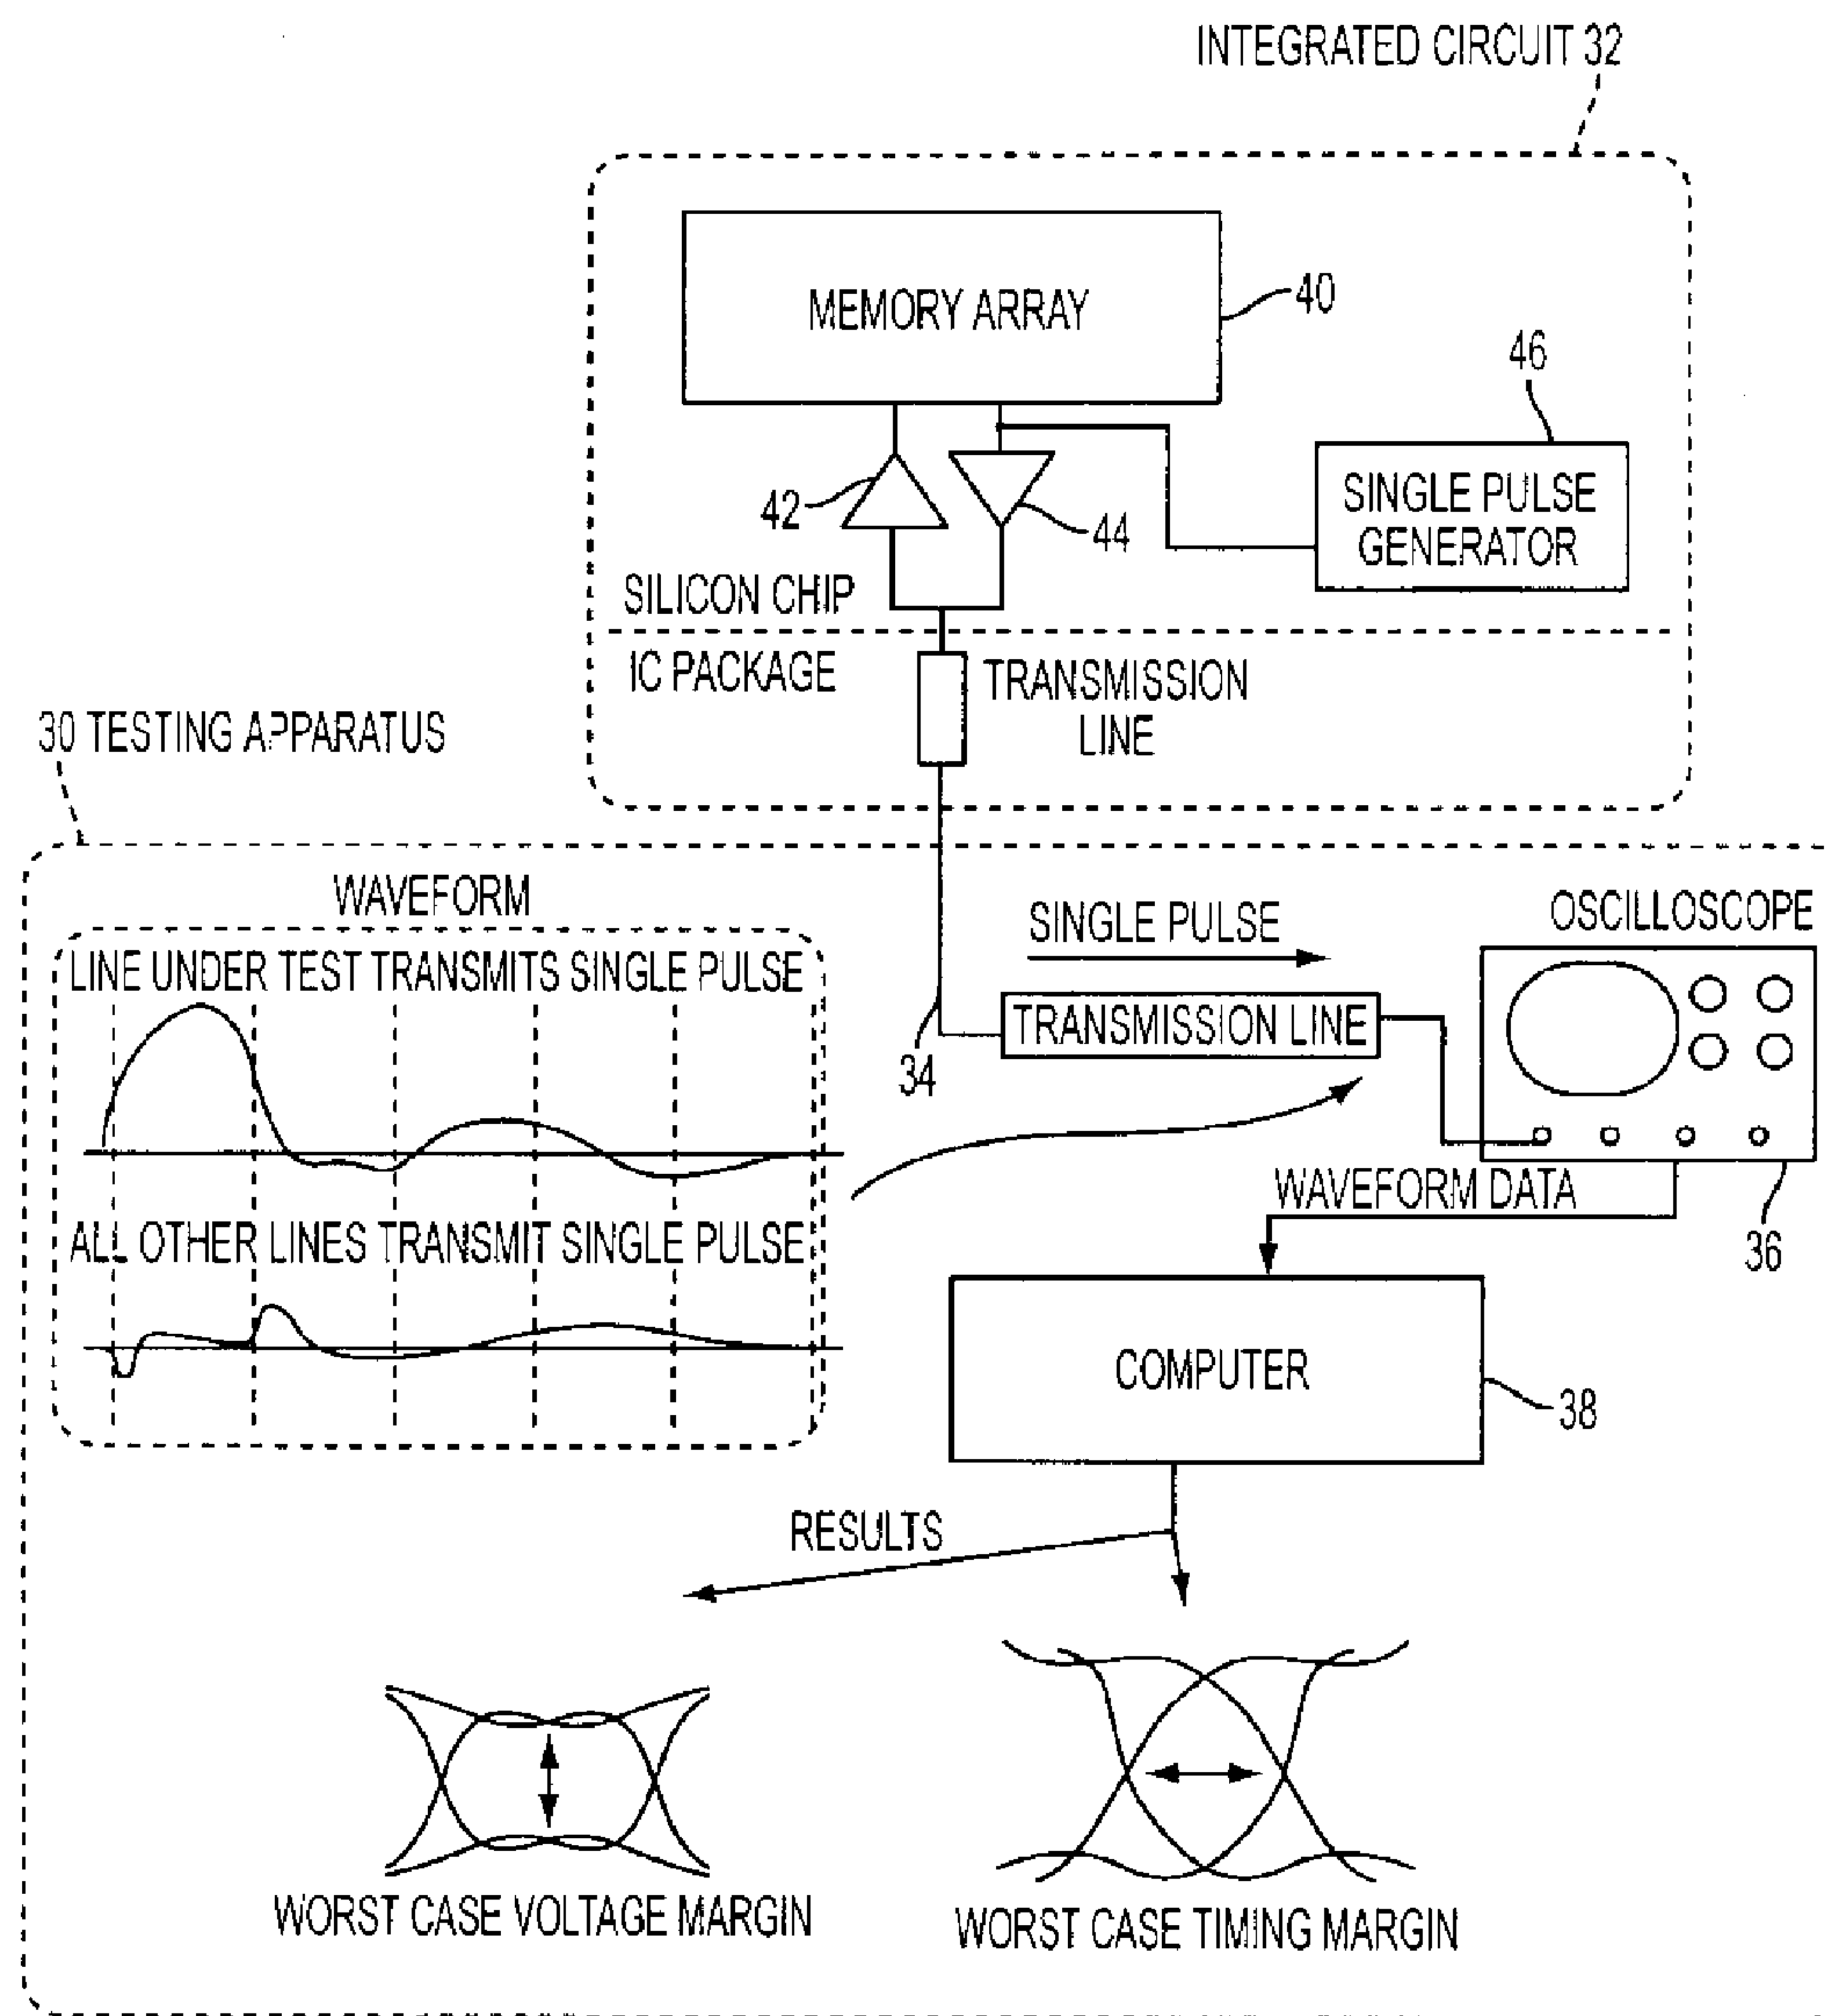 INTEGRATED CIRCUIT 32
MEMORY ARRAY
40
46
SINGLE PULSE
GENERATOR
42
44
SILICON CHIP
IC PACKAGE
TRANSMISSION
LINE
30 TESTING APPARATUS
WAVEFORM
LINE UNDER TEST TRANSMITS SINGLE PULSE
ALL OTHER LINES TRANSMIT SINGLE PULSE
SINGLE PULSE
TRANSMISSION LINE
34
OSCILLOSCOPE
WAVEFORM DATA
36
COMPUTER
38
RESULTS
WORST CASE VOLTAGE MARGIN
WORST CASE TIMING MARGIN